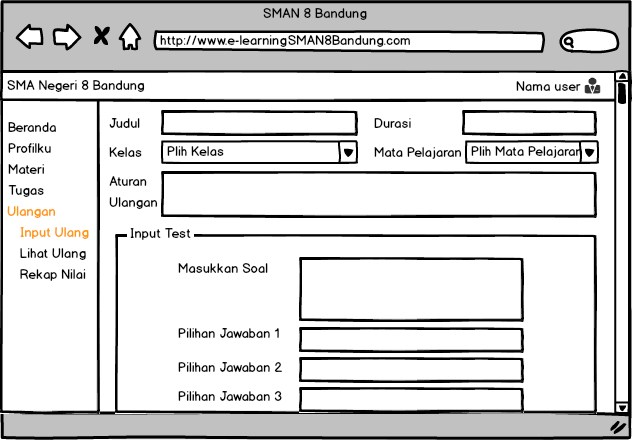 SMAN 8 Bandung
http://www.e-learningSMAN8Bandung.com
SMA Negeri 8 Bandung
Nama user
Beranda
Profilku
Materi
Tugas
Ulangan
Input Ulang
Lihat Ulang
Rekap Nilai
Judul
Durasi
Kelas
Plih Kelas
Mata Pelajaran
Plih Mata Pelajaran
Aturan
Ulangan
Input Test
Masukkan Soal
Pilihan Jawaban 1
Pilihan Jawaban 2
Pilihan Jawaban 3